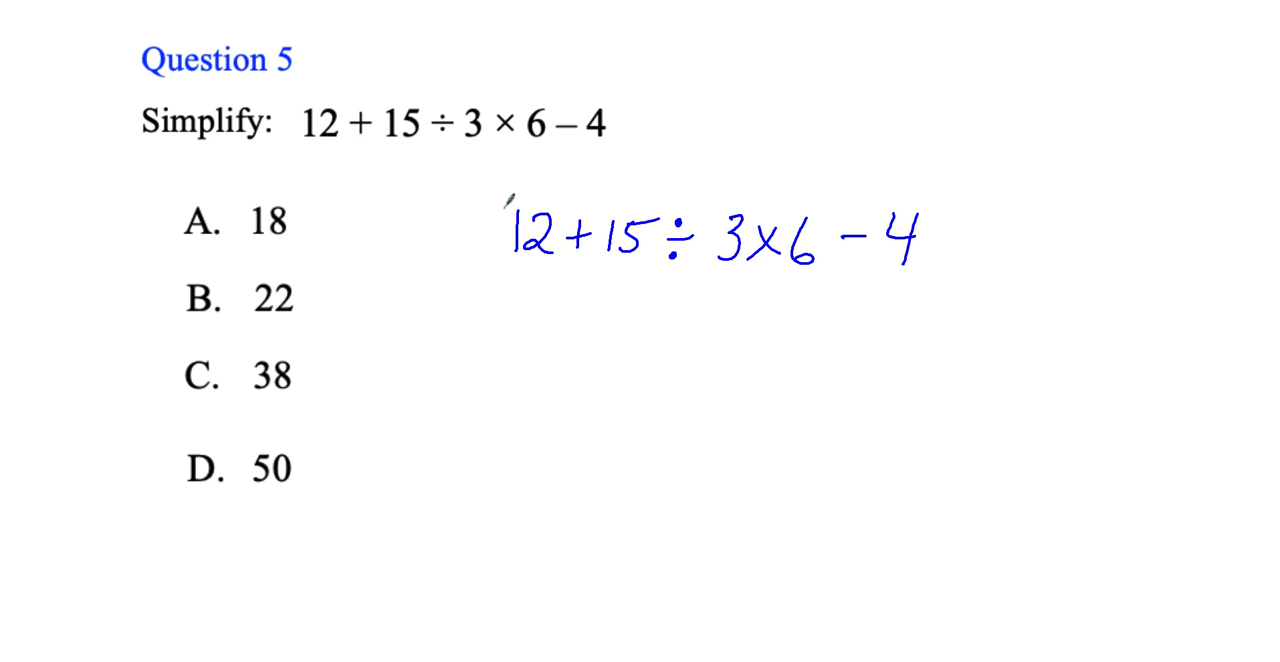 Question 5
Simplify: 12 + 15 ÷ 3 × 6 – 4
A. 18
12+15÷ 3×6 - 4
B. 22
C. 38
D. 50